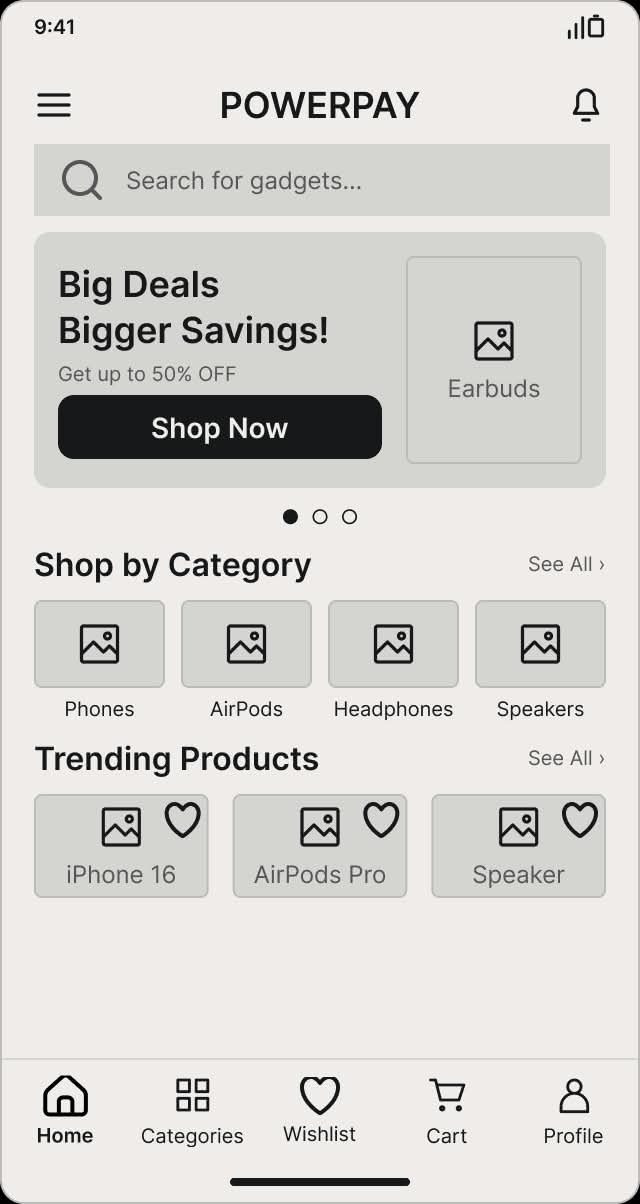 9:41
POWERPAY
Search for gadgets...
Big Deals
Bigger Savings!
Get up to 50% OFF
Shop Now
Earbuds
Shop by Category
See All ›
Phones
AirPods
Headphones
Speakers
Trending Products
See All ›
iPhone 16
AirPods Pro
Speaker
Home
Categories
Wishlist
Cart
Profile